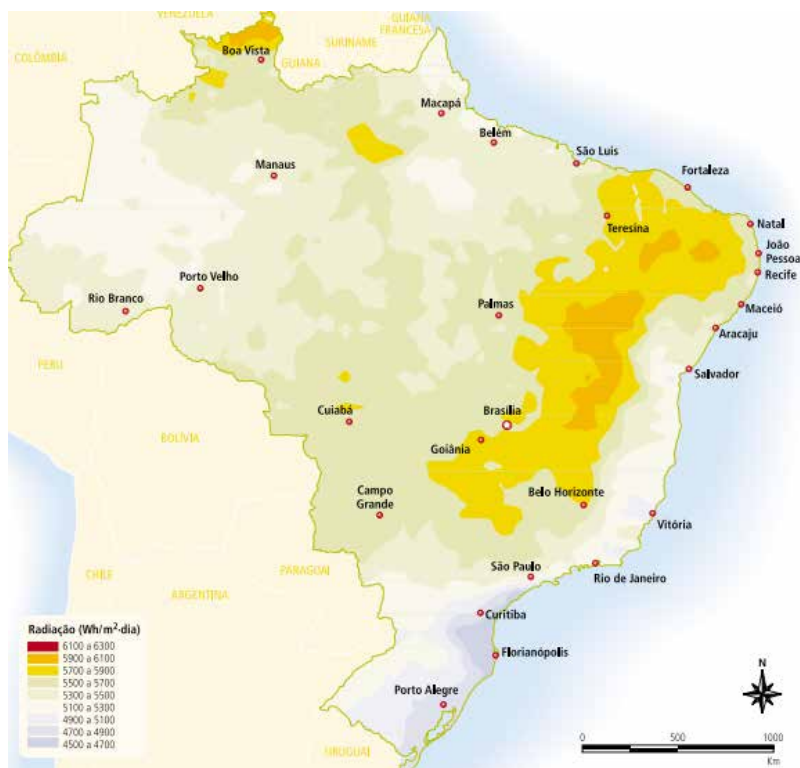 VENEZUELA
GUIANA
FRANCESA
SURINAME
COLÔMBIA
GUIANA
Boa Vista
Macapá
Belém
São Luis
Fortaleza
Manaus
Teresina
Natal
João
Pessoa
Recife
Porto Velho
Rio Branco
Palmas
Maceió
Aracaju
PERU
Salvador
Cuiabá
Brasília
BOLÍVIA
Goiânia
Campo
Grande
Belo Horizonte
Vitória
CHILE
PARAGUAI
São Paulo
Rio de Janeiro
ARGENTINA
Curitiba
Florianópolis
Porto Alegre
URUGUAI
Radiação (Wh/m²·dia)
6100 a 6300
5900 a 6100
5700 a 5900
5500 a 5700
5300 a 5500
5100 a 5300
4900 a 5100
4700 a 4900
4500 a 4700
N
0 500 1000
Km